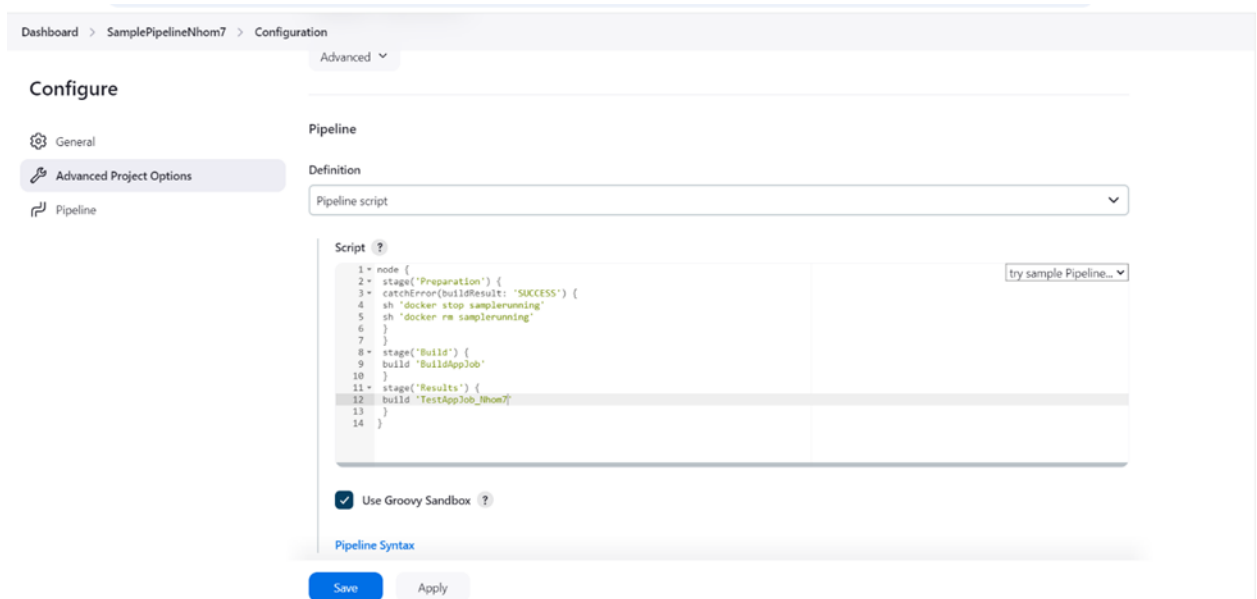 Dashboard > SamplePipelineNhom7 > Configuration
Configure
General
Advanced Project Options
Pipeline
Advanced
Pipeline
Definition
Pipeline script
Script ?
try sample Pipeline...
1 node {
2 stage('Preparation') {
3 catchError(buildResult: 'SUCCESS') {
4 sh 'docker stop samplerunning'
5 sh 'docker rm samplerunning'
6 }
7 }
8 stage('Build') {
9 build 'BuildAppJob'
10 }
11 stage('Results') {
12 build 'TestAppJob_Nhom7'
13 }
14 }
Use Groovy Sandbox ?
Pipeline Syntax
Save Apply